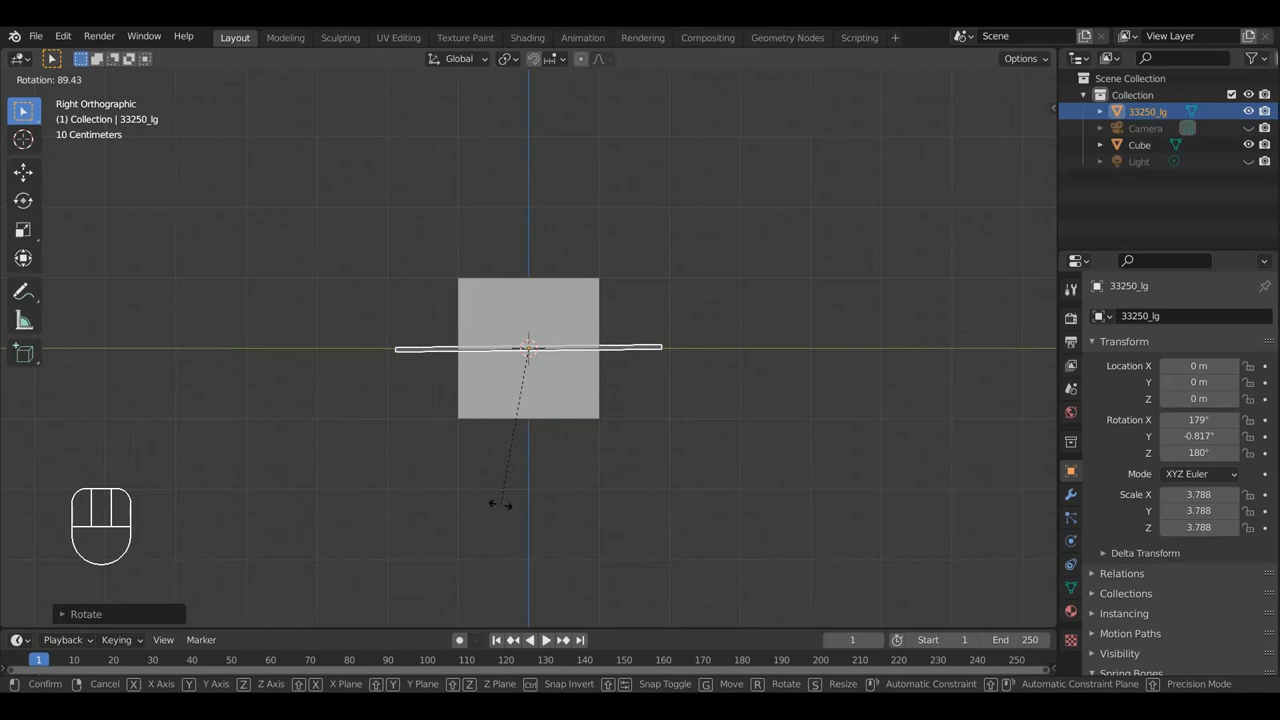 File Edit Render Window Help Layout Modeling Sculpting UV Editing Texture Paint Shading Animation Rendering Compositing Geometry Nodes Scripting + Scene View Layer
Global Options
Rotation: 89.43
Right Orthographic
(1) Collection | 33250_lg
10 Centimeters
Scene Collection
Collection
33250_lg
Camera
Cube
Light
33250_lg
33250_lg
Transform
Location X 0 m
Y 0 m
Z 0 m
Rotation X 179°
Y -0.817°
Z 180°
Mode XYZ Euler
Scale X 3.788
Y 3.788
Z 3.788
Delta Transform
Relations
Collections
Instancing
Motion Paths
Visibility
Spring Bones
Rotate
Playback Keying View Marker 1 Start 1 End 250
1 10 20 30 40 50 60 70 80 90 100 110 120 130 140 150 160 170 180 190 200 210 220 230 240 250
Confirm Cancel X X Axis Y Y Axis Z Z Axis X X Plane Y Y Plane Z Z Plane Snap Invert Snap Toggle G Move R Rotate S Resize Automatic Constraint Automatic Constraint Plane Precision Mode